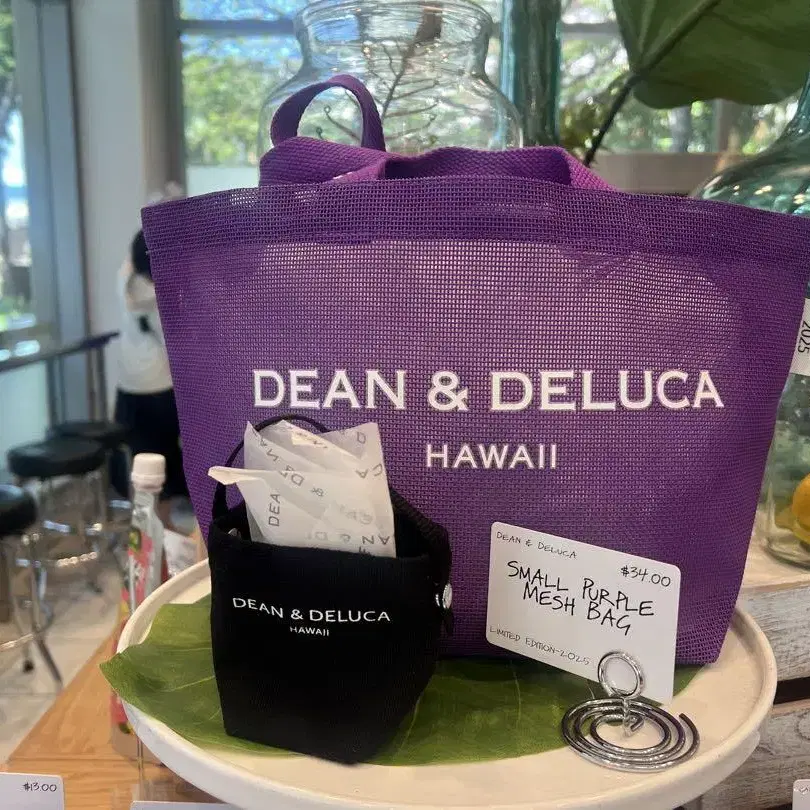 DEAN & DELUCA
HAWAII
2025
DEAN & DELUCA
HAWAII
DEAN & DELUCA
$34.00
SMALL PURPLE
MESH BAG
LIMITED EDITION-2025
$13.00